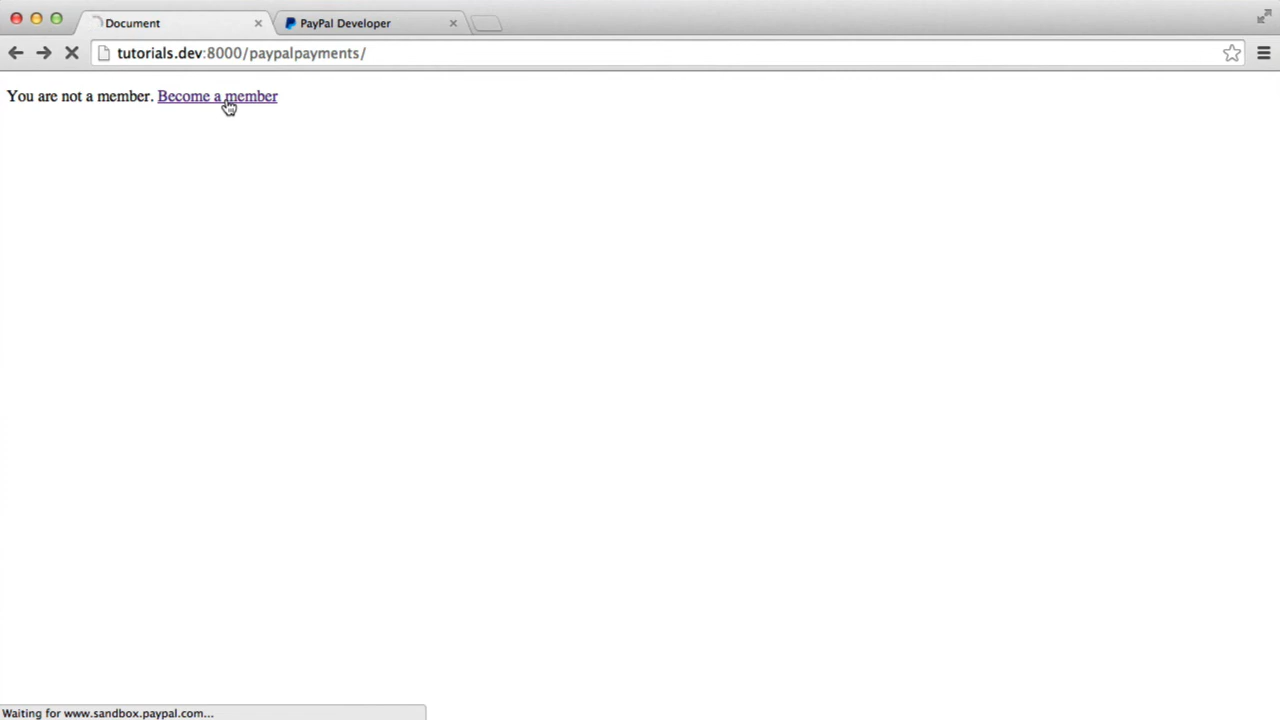 Document
PayPal Developer
tutorials.dev:8000/paypalpayments/
You are not a member. Become a member
Waiting for www.sandbox.paypal.com...